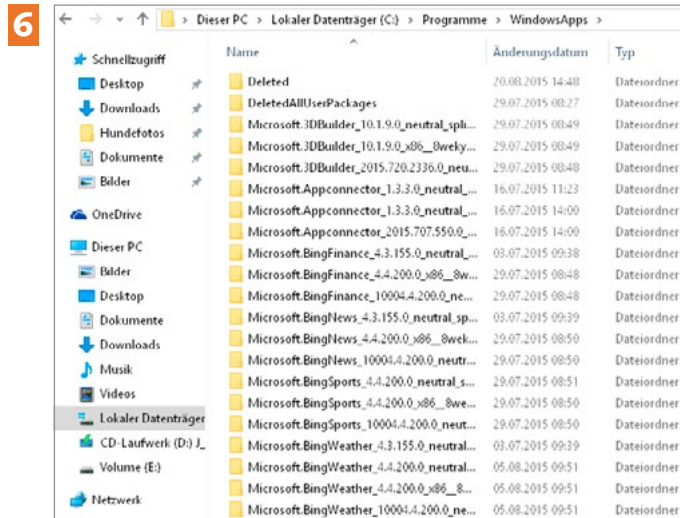 6
Dieser PC > Lokaler Datenträger (C:) > Programme > WindowsApps >
Name Änderungsdatum Typ
Schnellzugriff
Desktop
Downloads
Hundefotos
Dokumente
Bilder
OneDrive
Dieser PC
Bilder
Desktop
Dokumente
Downloads
Musik
Videos
Lokaler Datenträger
CD-Laufwerk (D:) J_
Volume (E:)
Netzwerk
Deleted 20.08.2015 14:48 Dateiordner
DeletedAllUserPackages 29.07.2015 08:27 Dateiordner
Microsoft.3DBuilder_10.1.9.0_neutral_spli... 29.07.2015 08:49 Dateiordner
Microsoft.3DBuilder_10.1.9.0_x86__8weky... 29.07.2015 08:49 Dateiordner
Microsoft.3DBuilder_2015.720.2336.0_neu... 29.07.2015 08:48 Dateiordner
Microsoft.Appconnector_1.3.3.0_neutral_... 16.07.2015 11:23 Dateiordner
Microsoft.Appconnector_1.3.3.0_neutral_... 16.07.2015 14:00 Dateiordner
Microsoft.Appconnector_2015.707.550.0_... 16.07.2015 14:00 Dateiordner
Microsoft.BingFinance_4.3.155.0_neutral_... 03.07.2015 09:38 Dateiordner
Microsoft.BingFinance_4.4.200.0_x86__8w... 29.07.2015 08:48 Dateiordner
Microsoft.BingFinance_10004.4.200.0_ne... 29.07.2015 08:48 Dateiordner
Microsoft.BingNews_4.3.155.0_neutral_sp... 03.07.2015 09:39 Dateiordner
Microsoft.BingNews_4.4.200.0_x86__8wek... 29.07.2015 08:50 Dateiordner
Microsoft.BingNews_10004.4.200.0_neutr... 29.07.2015 08:50 Dateiordner
Microsoft.BingSports_4.4.200.0_neutral_s... 29.07.2015 08:51 Dateiordner
Microsoft.BingSports_4.4.200.0_x86__8we... 29.07.2015 08:50 Dateiordner
Microsoft.BingSports_10004.4.200.0_neut... 29.07.2015 08:50 Dateiordner
Microsoft.BingWeather_4.3.155.0_neutral... 03.07.2015 09:39 Dateiordner
Microsoft.BingWeather_4.4.200.0_neutral... 05.08.2015 09:51 Dateiordner
Microsoft.BingWeather_4.4.200.0_x86__8... 05.08.2015 09:51 Dateiordner
Microsoft.BingWeather_10004.4.200.0_ne... 05.08.2015 09:51 Dateiordner